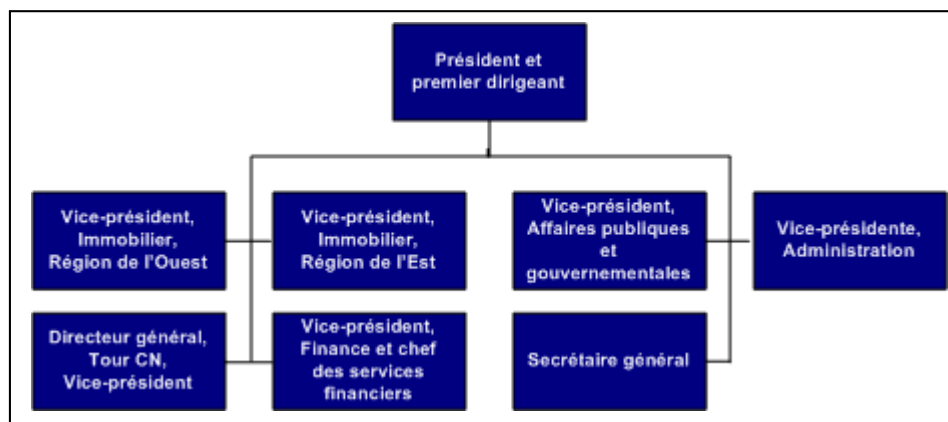 Président et
premier dirigeant
Vice-président,
Immobilier,
Région de l'Ouest
Vice-président,
Immobilier,
Région de l'Est
Vice-président,
Affaires publiques
et
gouvernementales
Vice-présidente,
Administration
Directeur général,
Tour CN,
Vice-président
Vice-président,
Finance et chef
des services
financiers
Secrétaire général